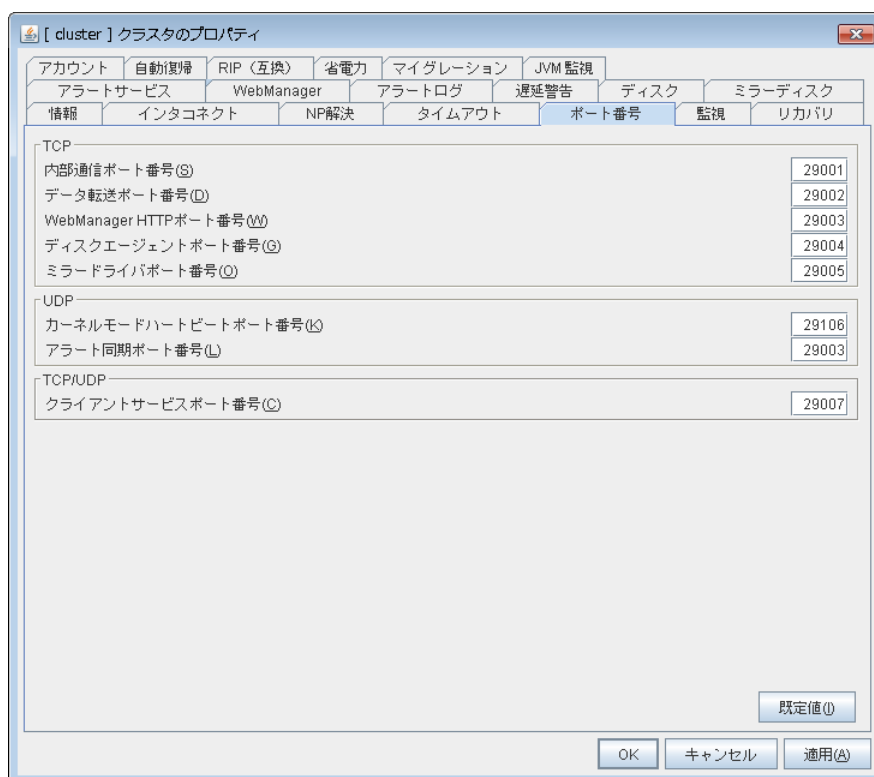 [ cluster ] クラスタのプロパティ
アカウント 自動復帰 RIP（互換） 省電力 マイグレーション JVM 監視
アラートサービス WebManager アラートログ 遅延警告 ディスク ミラーディスク
情報 インタコネクト NP解決 タイムアウト ポート番号 監視 リカバリ
TCP
内部通信ポート番号(S) 29001
データ転送ポート番号(D) 29002
WebManager HTTPポート番号(W) 29003
ディスクエージェントポート番号(G) 29004
ミラードライバポート番号(O) 29005
UDP
カーネルモードハートビートポート番号(K) 29106
アラート同期ポート番号(L) 29003
TCP/UDP
クライアントサービスポート番号(C) 29007
既定値(I)
OK キャンセル 適用(A)